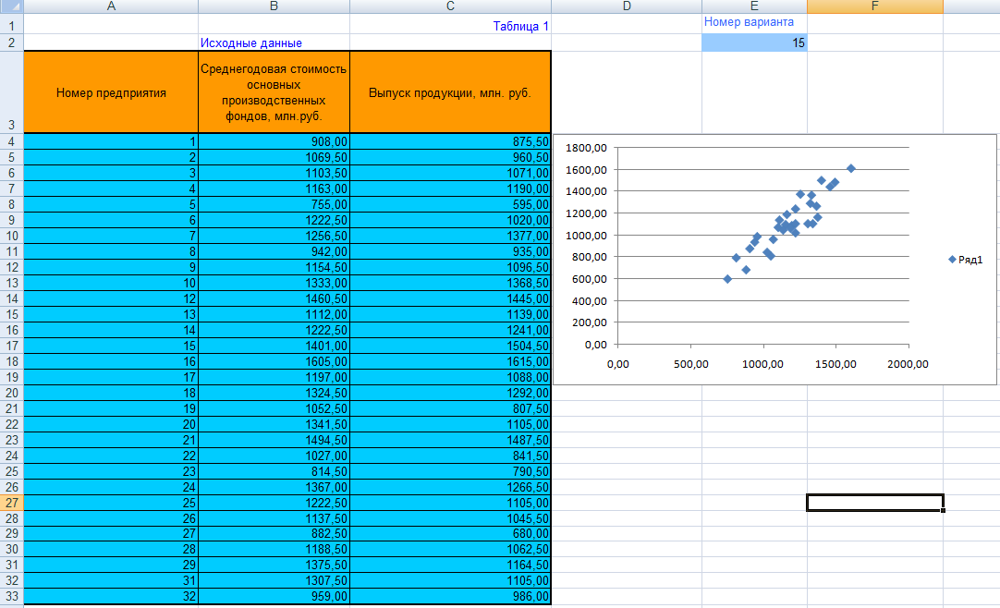 A B C D E F
1 Таблица 1 Номер варианта
2 Исходные данные 15
3 Номер предприятия Среднегодовая стоимость основных производственных фондов, млн.руб. Выпуск продукции, млн. руб.
4 1 908,00 875,50
5 2 1069,50 960,50
6 3 1103,50 1071,00
7 4 1163,00 1190,00
8 5 755,00 595,00
9 6 1222,50 1020,00
10 7 1256,50 1377,00
11 8 942,00 935,00
12 9 1154,50 1096,50
13 10 1333,00 1368,50
14 12 1460,50 1445,00
15 13 1112,00 1139,00
16 14 1222,50 1241,00
17 15 1401,00 1504,50
18 16 1605,00 1615,00
19 17 1197,00 1088,00
20 18 1324,50 1292,00
21 19 1052,50 807,50
22 20 1341,50 1105,00
23 21 1494,50 1487,50
24 22 1027,00 841,50
25 23 814,50 790,50
26 24 1367,00 1266,50
27 25 1222,50 1105,00
28 26 1137,50 1045,50
29 27 882,50 680,00
30 28 1188,50 1062,50
31 29 1375,50 1164,50
32 31 1307,50 1105,00
33 32 959,00 986,00
1800,00
1600,00
1400,00
1200,00
1000,00
800,00
600,00
400,00
200,00
0,00
0,00 500,00 1000,00 1500,00 2000,00
Ряд1